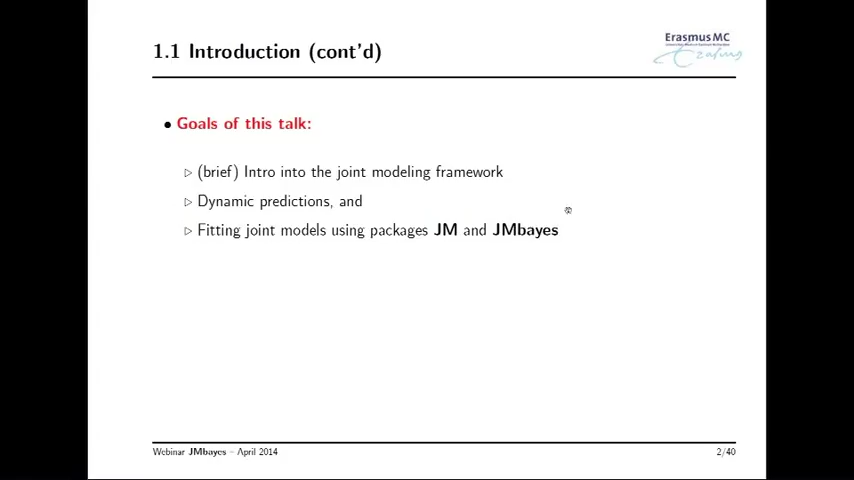 1.1 Introduction (cont'd)
Erasmus MC
• Goals of this talk:
▷ (brief) Intro into the joint modeling framework
▷ Dynamic predictions, and
▷ Fitting joint models using packages JM and JMbayes
Webinar JMbayes – April 2014
2/40